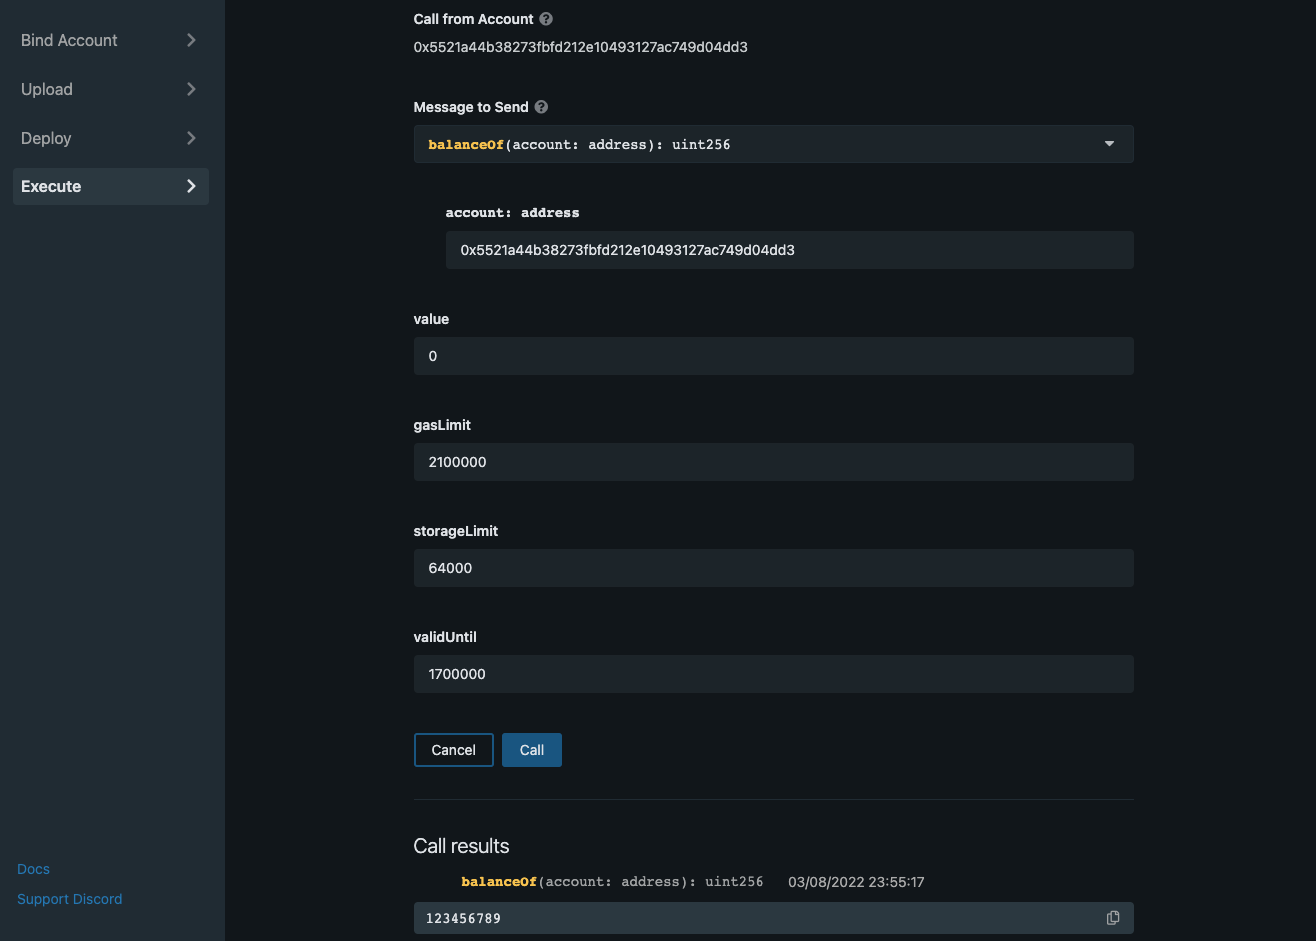 Bind Account
Upload
Deploy
Execute
Docs
Support Discord
Call from Account
0x5521a44b38273fbfd212e10493127ac749d04dd3
Message to Send
balanceOf(account: address): uint256
account: address
0x5521a44b38273fbfd212e10493127ac749d04dd3
value
0
gasLimit
2100000
storageLimit
64000
validUntil
1700000
Cancel Call
Call results
balanceOf(account: address): uint256 03/08/2022 23:55:17
123456789